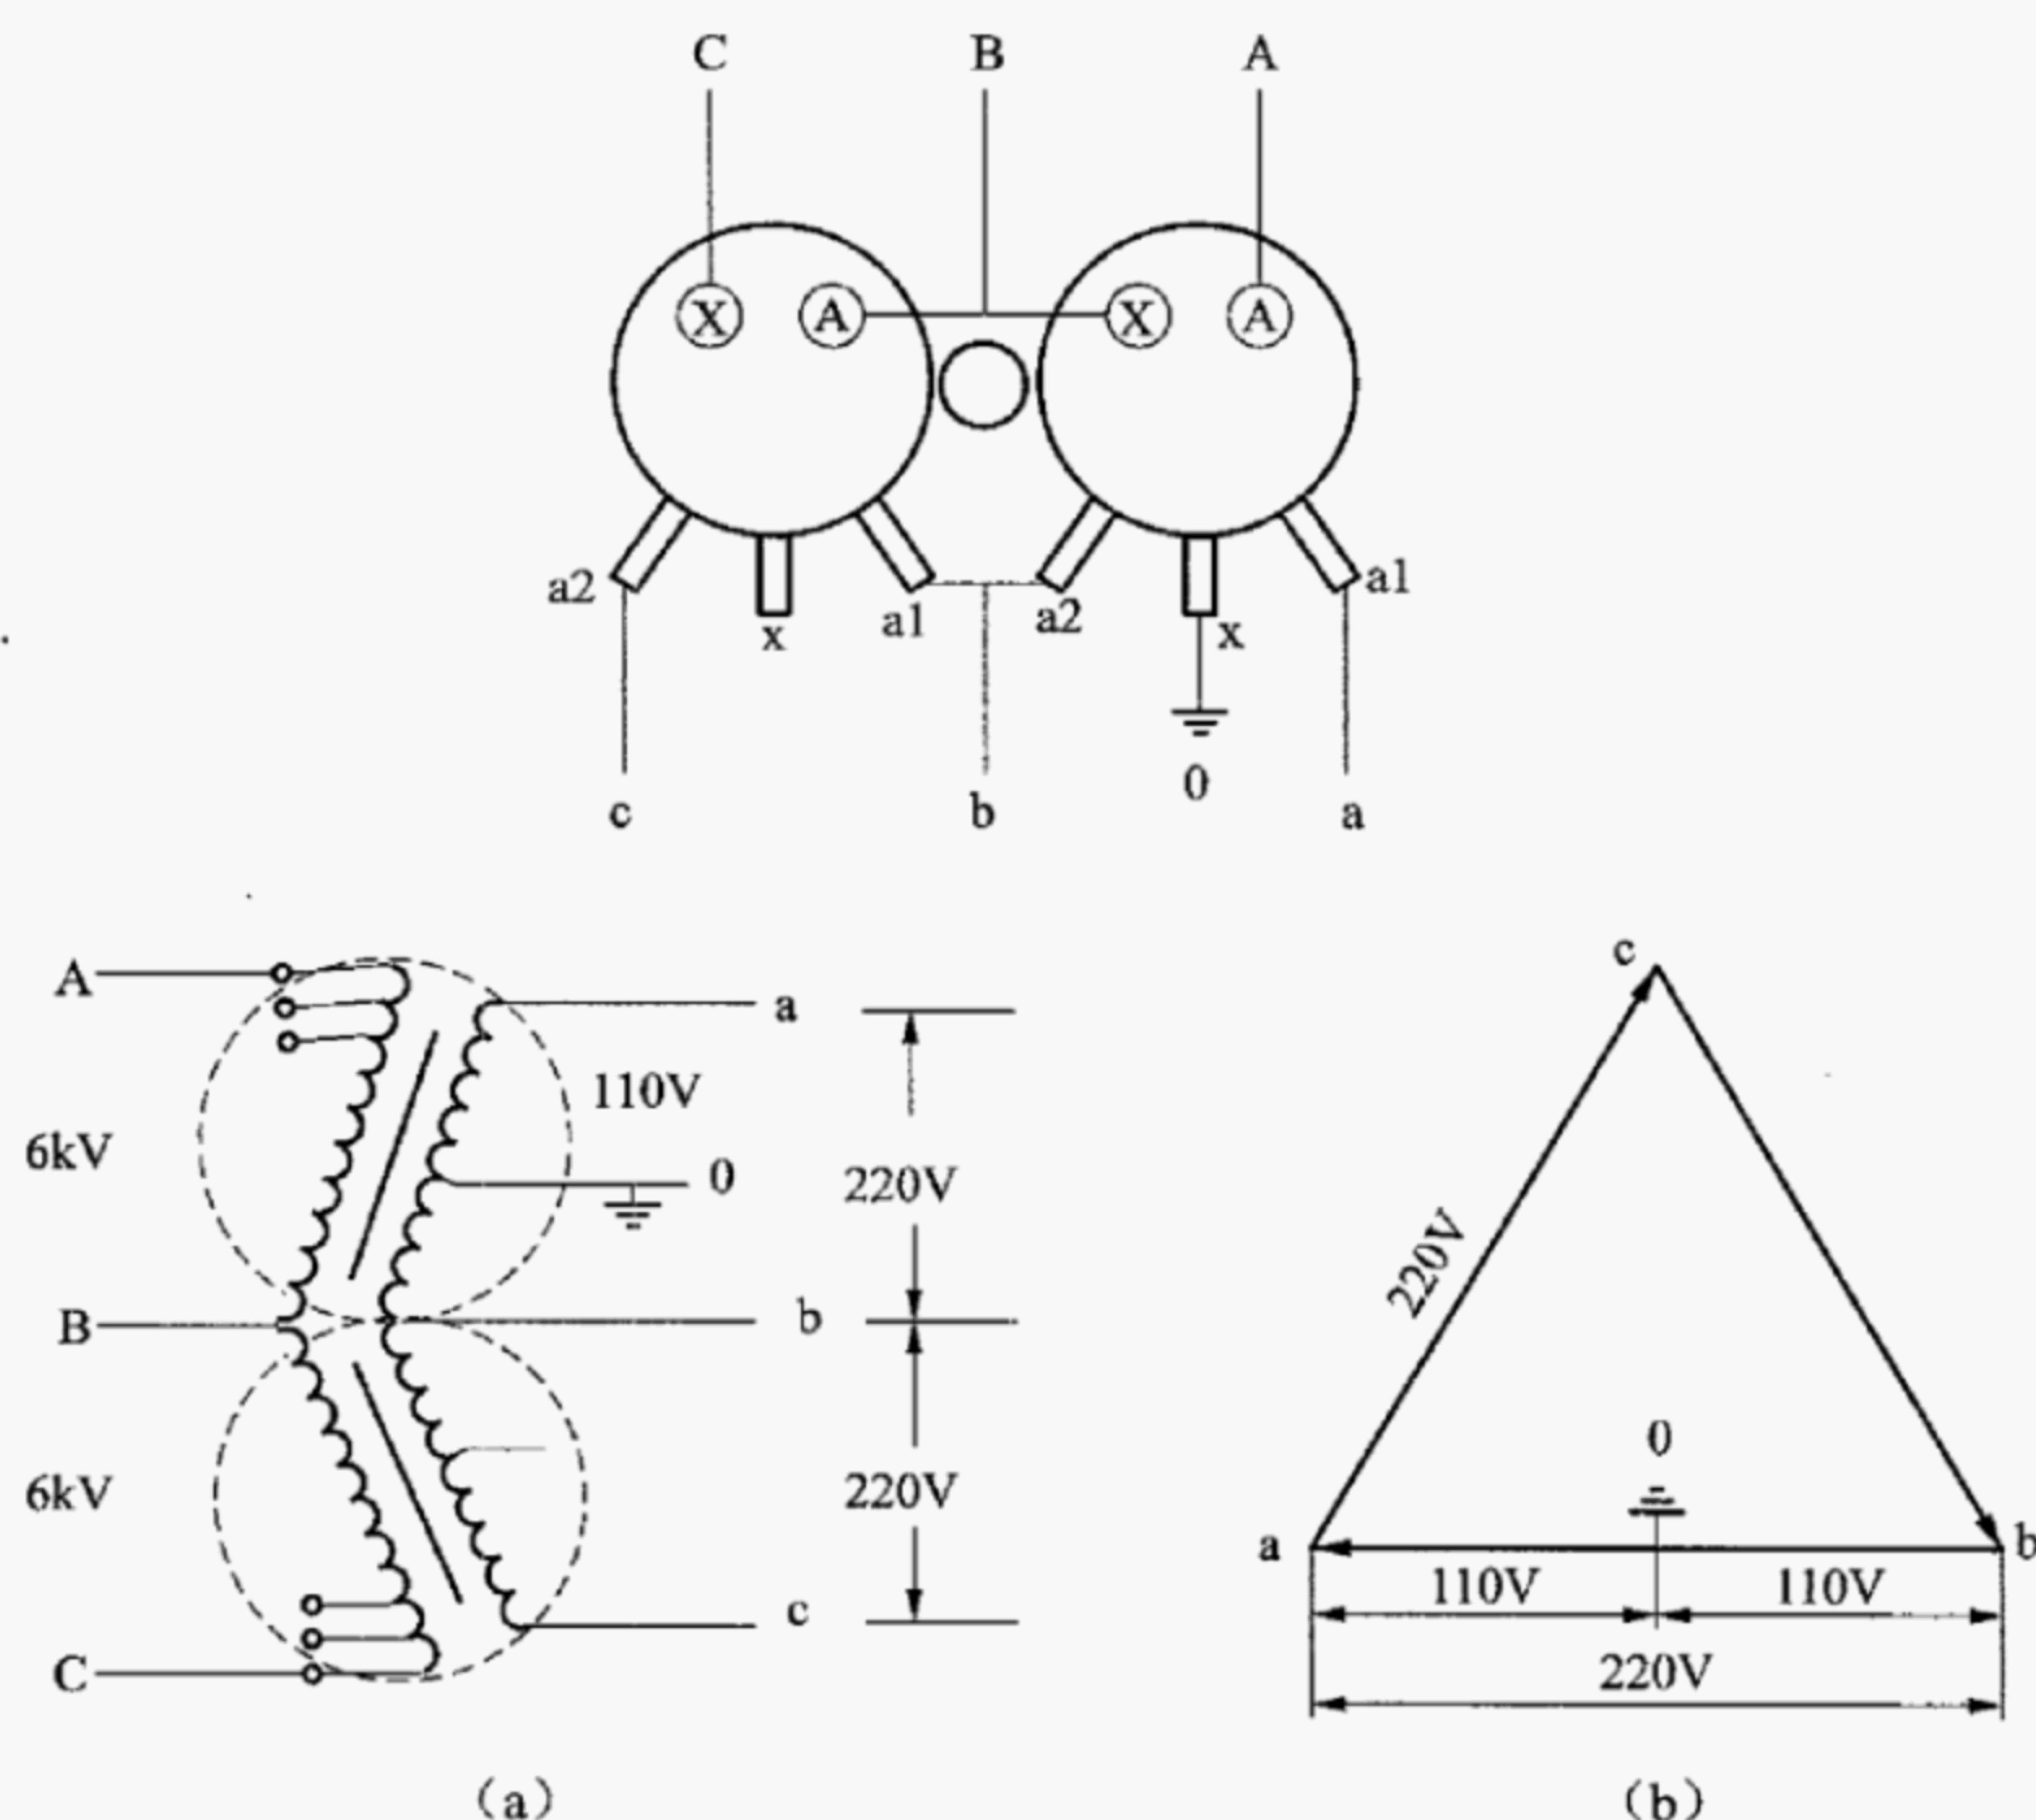 C B A
X A X A
a2 x a1 a2 x a1
0
c b a
A a
110V
6kV 0 220V
B b
6kV 220V
C c
(a)
c
220V
0
a b
110V 110V
220V
(b)